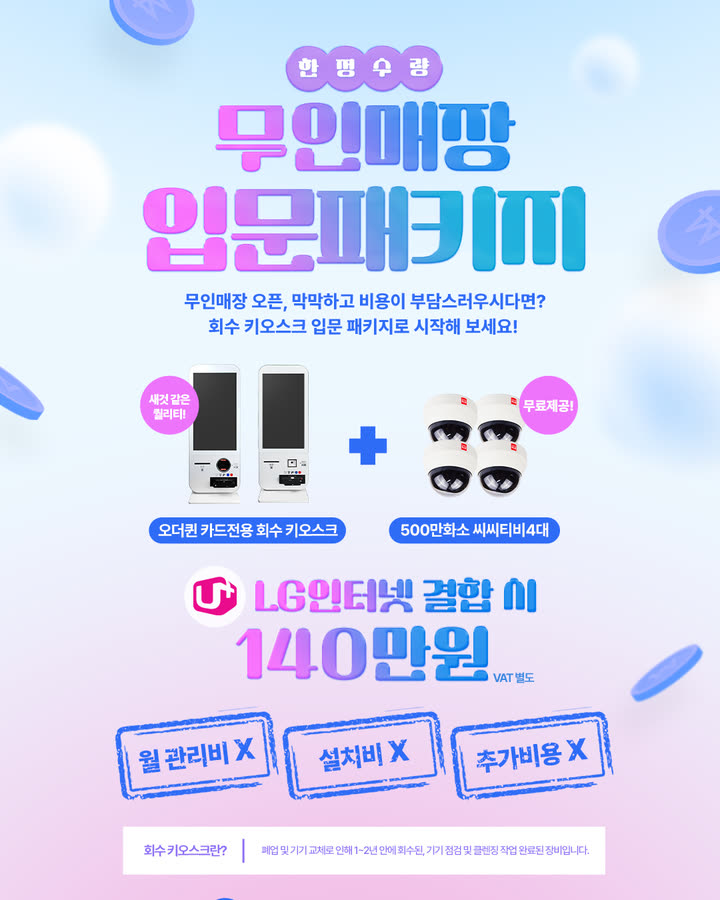 한정수량
무인매장
입문패키지
무인매장 오픈, 막막하고 비용이 부담스러우시다면?
회수 키오스크 입문 패키지로 시작해 보세요!
새것 같은
퀄리티!
무료제공!
오더퀸 카드전용 회수 키오스크
500만화소 씨씨티비4대
U+ LG인터넷 결합 시
140만원 VAT 별도
월 관리비 X
설치비 X
추가비용 X
회수 키오스크란? 폐업 및 기기 교체로 인해 1~2년 안에 회수된, 기기 점검 및 클렌징 작업 완료된 장비입니다.